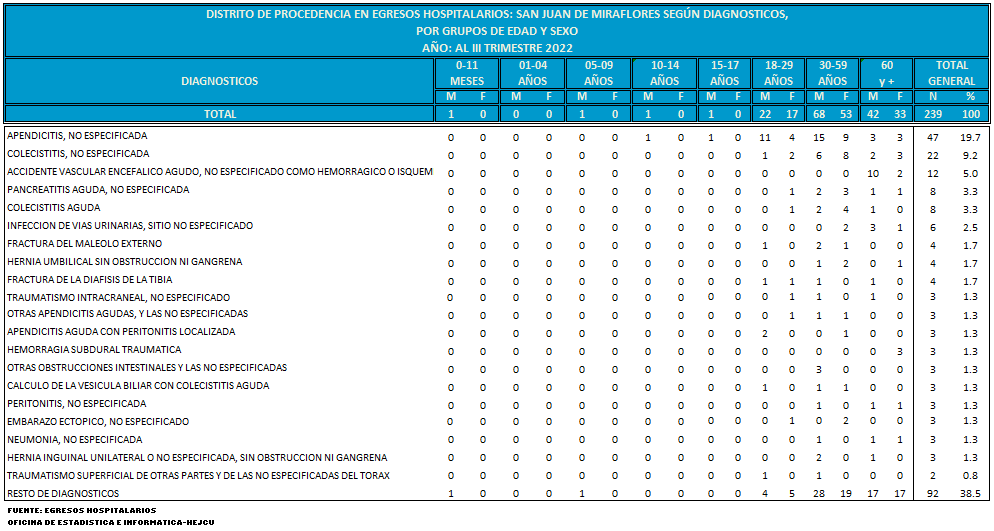 DISTRITO DE PROCEDENCIA EN EGRESOS HOSPITALARIOS: SAN JUAN DE MIRAFLORES SEGÚN DIAGNOSTICOS,
POR GRUPOS DE EDAD Y SEXO
AÑO: AL III TRIMESTRE 2022
DIAGNOSTICOS 0-11 MESES 01-04 AÑOS 05-09 AÑOS 10-14 AÑOS 15-17 AÑOS 18-29 AÑOS 30-59 AÑOS 60 y + TOTAL GENERAL
M F M F M F M F M F M F M F M F N %
TOTAL 1 0 0 0 1 0 1 0 1 0 22 17 68 53 42 33 239 100
APENDICITIS, NO ESPECIFICADA 0 0 0 0 0 0 1 0 1 0 11 4 15 9 3 3 47 19.7
COLECISTITIS, NO ESPECIFICADA 0 0 0 0 0 0 0 0 0 0 1 2 6 8 2 3 22 9.2
ACCIDENTE VASCULAR ENCEFALICO AGUDO, NO ESPECIFICADO COMO HEMORRAGICO O ISQUEM 0 0 0 0 0 0 0 0 0 0 0 0 0 0 10 2 12 5.0
PANCREATITIS AGUDA, NO ESPECIFICADA 0 0 0 0 0 0 0 0 0 0 0 1 2 3 1 1 8 3.3
COLECISTITIS AGUDA 0 0 0 0 0 0 0 0 0 0 0 1 2 4 1 0 8 3.3
INFECCION DE VIAS URINARIAS, SITIO NO ESPECIFICADO 0 0 0 0 0 0 0 0 0 0 0 0 0 2 3 1 6 2.5
FRACTURA DEL MALEOLO EXTERNO 0 0 0 0 0 0 0 0 0 0 1 0 2 1 0 0 4 1.7
HERNIA UMBILICAL SIN OBSTRUCCION NI GANGRENA 0 0 0 0 0 0 0 0 0 0 0 0 1 2 0 1 4 1.7
FRACTURA DE LA DIAFISIS DE LA TIBIA 0 0 0 0 0 0 0 0 0 0 1 1 1 1 0 0 4 1.7
TRAUMATISMO INTRACRANEAL, NO ESPECIFICADO 0 0 0 0 0 0 0 0 0 0 0 1 1 0 1 0 3 1.3
OTRAS APENDICITIS AGUDAS, Y LAS NO ESPECIFICADAS 0 0 0 0 0 0 0 0 0 0 0 1 1 1 0 0 3 1.3
APENDICITIS AGUDA CON PERITONITIS LOCALIZADA 0 0 0 0 0 0 0 0 0 0 2 0 0 1 0 0 3 1.3
HEMORRAGIA SUBDURAL TRAUMATICA 0 0 0 0 0 0 0 0 0 0 0 0 0 0 0 3 3 1.3
OTRAS OBSTRUCCIONES INTESTINALES Y LAS NO ESPECIFICADAS 0 0 0 0 0 0 0 0 0 0 0 0 3 0 0 0 3 1.3
CALCULO DE LA VESICULA BILIAR CON COLECISTITIS AGUDA 0 0 0 0 0 0 0 0 0 0 1 0 1 1 0 0 3 1.3
PERITONITIS, NO ESPECIFICADA 0 0 0 0 0 0 0 0 0 0 0 0 1 0 1 1 3 1.3
EMBARAZO ECTOPICO, NO ESPECIFICADO 0 0 0 0 0 0 0 0 0 0 0 1 0 2 0 0 3 1.3
NEUMONIA, NO ESPECIFICADA 0 0 0 0 0 0 0 0 0 0 0 0 1 0 1 1 3 1.3
HERNIA INGUINAL UNILATERAL O NO ESPECIFICADA, SIN OBSTRUCCION NI GANGRENA 0 0 0 0 0 0 0 0 0 0 0 0 2 0 1 0 3 1.3
TRAUMATISMO SUPERFICIAL DE OTRAS PARTES Y DE LAS NO ESPECIFICADAS DEL TORAX 0 0 0 0 0 0 0 0 0 0 1 0 1 0 0 0 2 0.8
RESTO DE DIAGNOSTICOS 1 0 0 0 1 0 0 0 0 0 4 5 28 19 17 17 92 38.5
FUENTE: EGRESOS HOSPITALARIOS
OFICINA DE ESTADISTICA E INFORMATICA-HEJCU